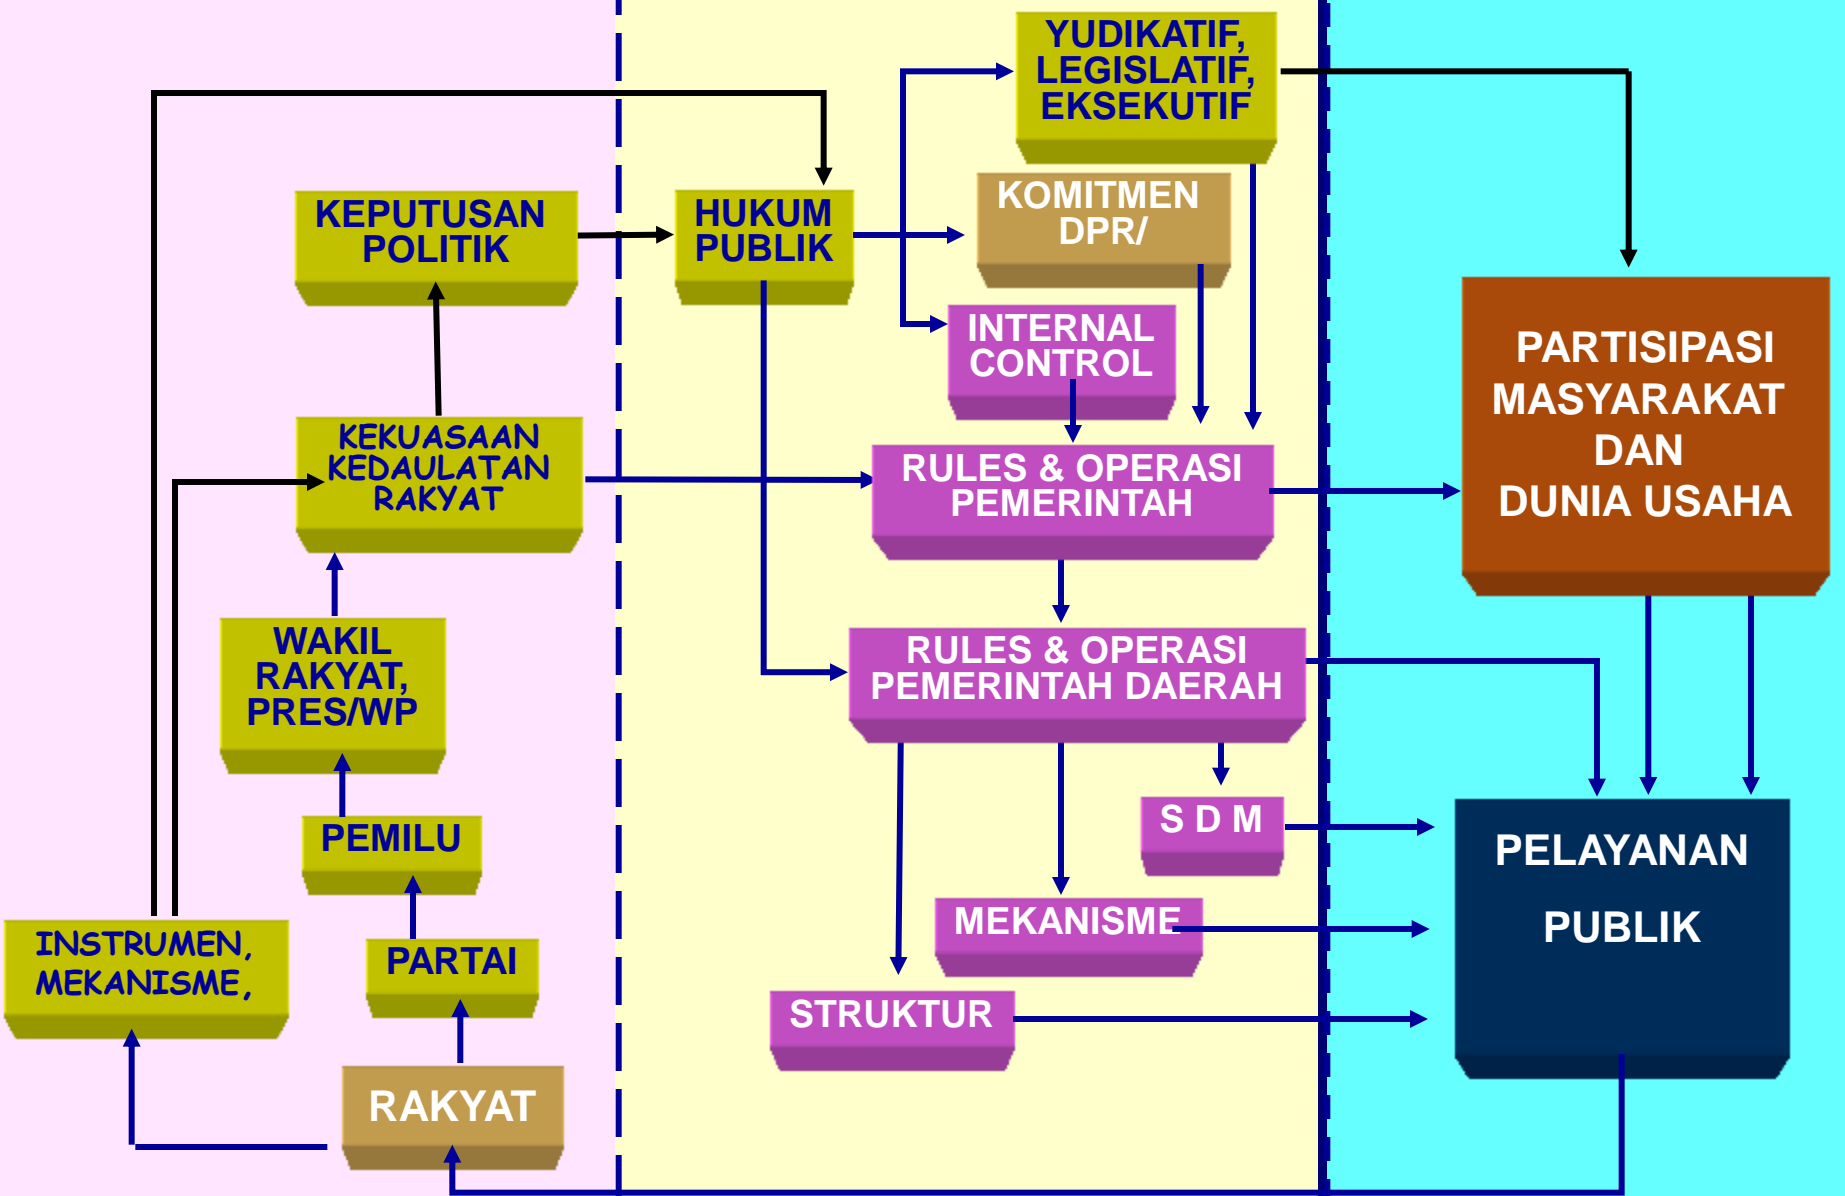 YUDIKATIF,
LEGISLATIF,
EKSEKUTIF
KEPUTUSAN
POLITIK
HUKUM
PUBLIK
KOMITMEN
DPR/
INTERNAL
CONTROL
PARTISIPASI
MASYARAKAT
DAN
DUNIA USAHA
KEKUASAAN
KEDAULATAN
RAKYAT
RULES & OPERASI
PEMERINTAH
WAKIL
RAKYAT,
PRES/WP
RULES & OPERASI
PEMERINTAH DAERAH
PEMILU
S D M
PELAYANAN
PUBLIK
INSTRUMEN,
MEKANISME,
PARTAI
MEKANISME
STRUKTUR
RAKYAT